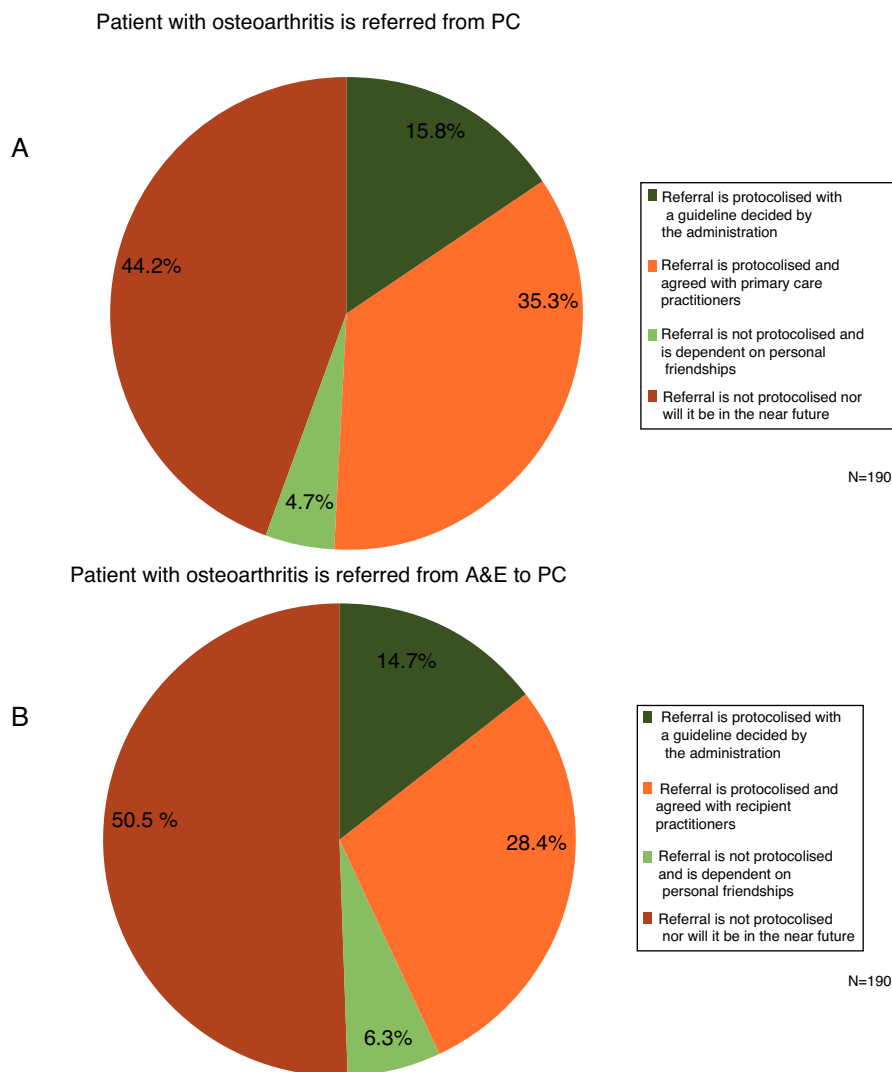 Patient with osteoarthritis is referred from PC
A
15.8%
44.2%
35.3%
4.7%
Referral is protocolised with
a guideline decided by
the administration
Referral is protocolised and
agreed with primary care
practitioners
Referral is not protocolised and
is dependent on personal
friendships
Referral is not protocolised nor
will it be in the near future
N=190
Patient with osteoarthritis is referred from A&E to PC
B
14.7%
50.5 %
28.4%
6.3%
Referral is protocolised with
a guideline decided by
the administration
Referral is protocolised and
agreed with recipient
practitioners
Referral is not protocolised
and is dependent on
personal friendships
Referral is not protocolised
nor will it be in the near future
N=190